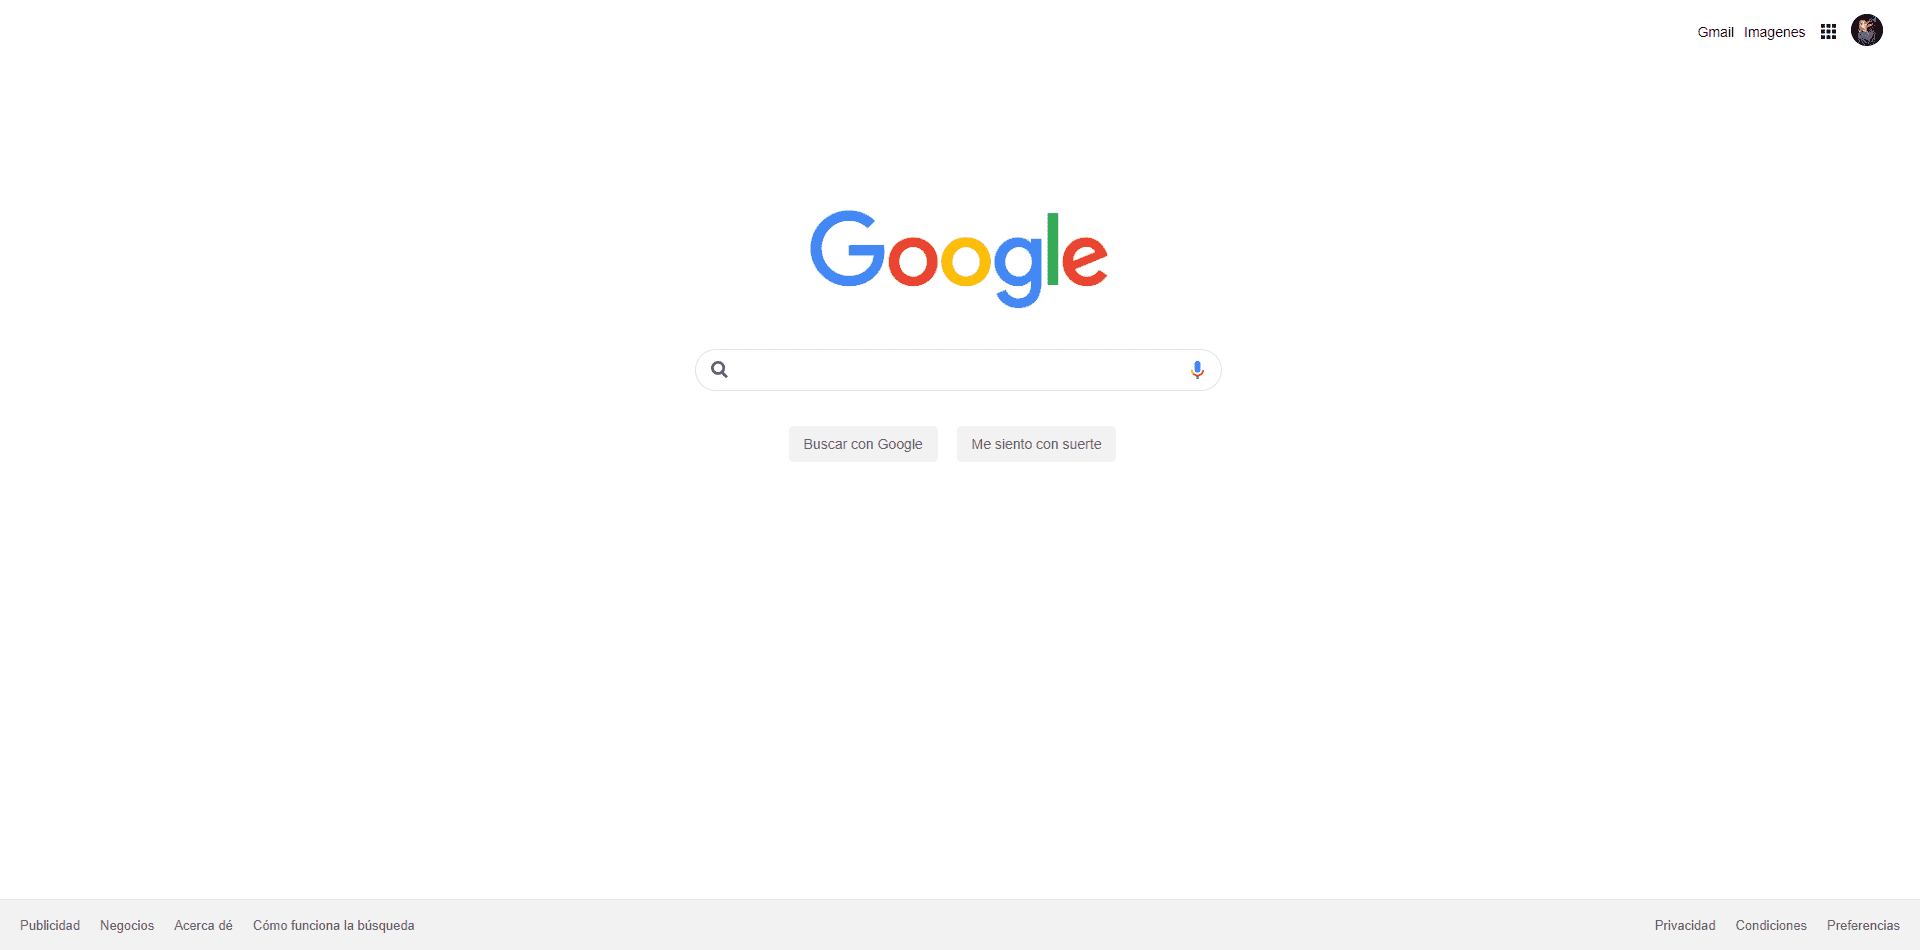 Gmail Imagenes
Google
Buscar con Google Me siento con suerte
Publicidad Negocios Acerca dé Cómo funciona la búsqueda Privacidad Condiciones Preferencias